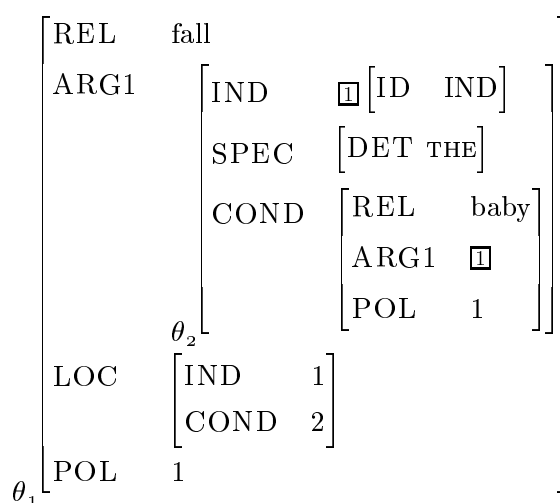 REL fall
ARG1 IND 1 [ID IND]
SPEC [DET THE]
COND REL baby
ARG1 1
POL 1
θ2
LOC IND 1
COND 2
POL 1
θ1